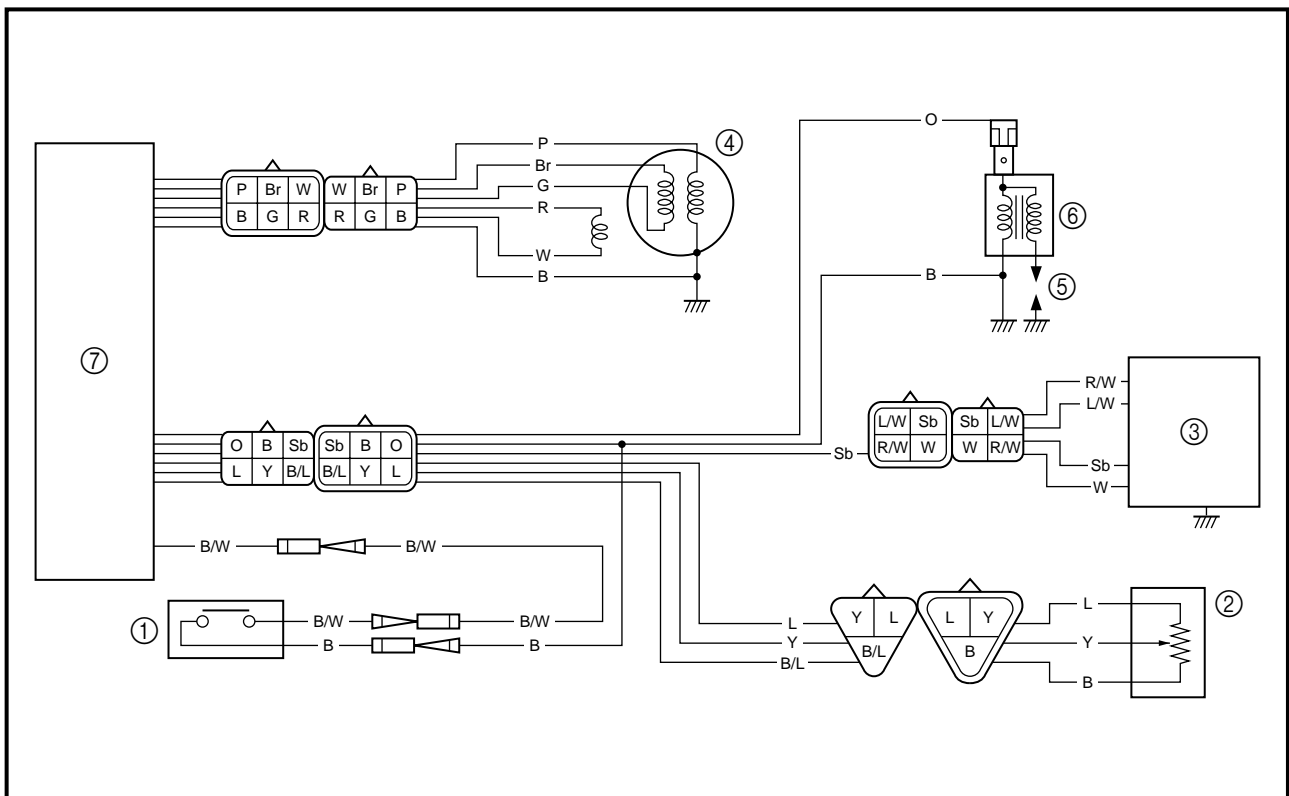 O
P
④
Br
G
P Br W
W Br P
B G R
R G B
R
W
B
⑥
B
⑤
⑦
R/W
L/W
③
L/W Sb
Sb L/W
R/W W
W R/W
Sb
Sb
W
O B Sb
Sb B O
L Y B/L
B/L Y L
B/W
B/W
①
B/W
B/W
B
B
L
Y
B/L
Y L
B/L
L Y
B
L
Y
B
②